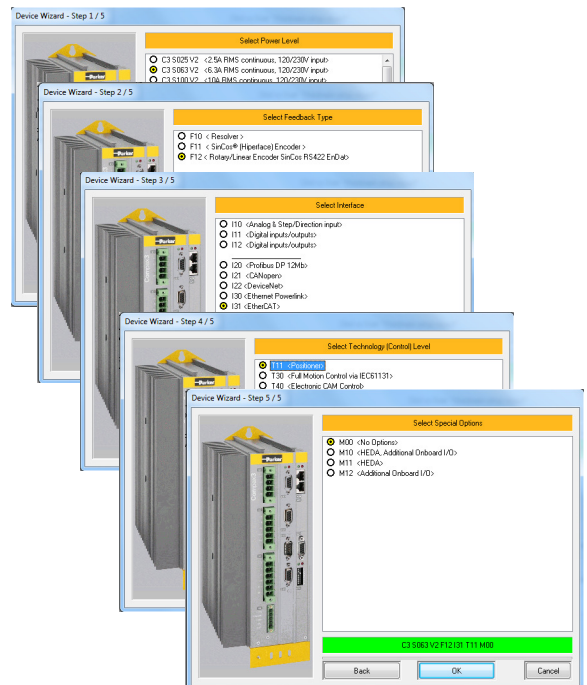 Device Wizard - Step 1 / 5
Select Power Level
C3 S025 V2 <2.5A RMS continuous, 120/230V input>
C3 S063 V2 <6.3A RMS continuous, 120/230V input>
C3 S100 V2 <10A RMS continuous, 120/230V input>
Device Wizard - Step 2 / 5
Select Feedback Type
F10 < Resolver >
F11 < SinCos® (Hiperface) Encoder >
F12 < Rotary/Linear Encoder SinCos RS422 EnDat>
Device Wizard - Step 3 / 5
Select Interface
I10 <Analog & Step/Direction input>
I11 <Digital inputs/outputs>
I12 <Digital inputs/outputs>
I20 <Profibus DP 12Mb>
I21 <CANopen>
I22 <DeviceNet>
I30 <Ethernet Powerlink>
I31 <EtherCAT>
Device Wizard - Step 4 / 5
Select Technology (Control) Level
T11 <Positioner>
T30 <Full Motion Control via IEC61131>
T40 <Electronic CAM Control>
Device Wizard - Step 5 / 5
Select Special Options
M00 <No Options>
M10 <HEDA, Additional Onboard I/O>
M11 <HEDA>
M12 <Additional Onboard I/O>
C3 S063 V2 F12 I31 T11 M00
Back
OK
Cancel
Parker
Parker
Parker
Parker
Parker